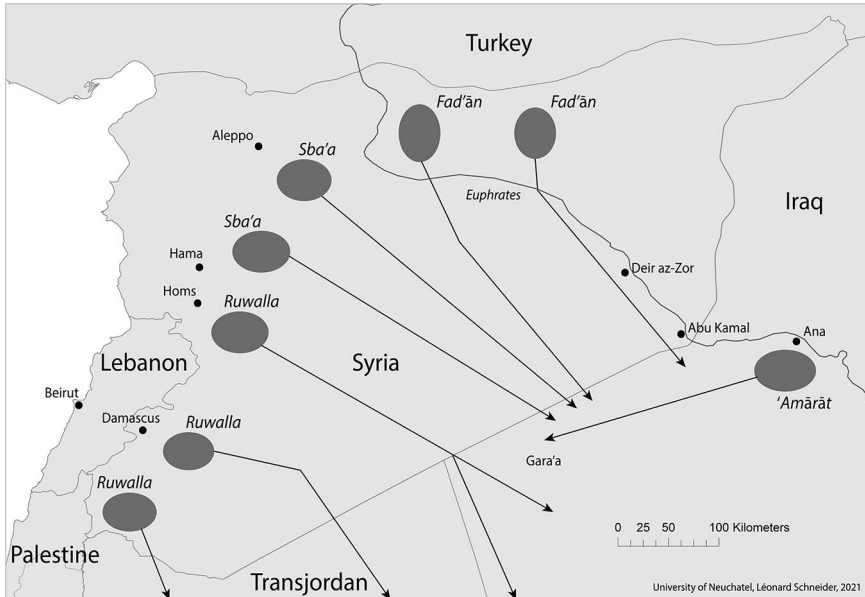 Turkey
Fad'ān
Fad'ān
Aleppo
Sba'a
Euphrates
Iraq
Sba'a
Hama
Deir az-Zor
Homs
Ruwalla
Abu Kamal
Ana
Lebanon
Syria
Beirut
'Amārāt
Damascus
Ruwalla
Gara'a
Ruwalla
0 25 50 100 Kilometers
Palestine
Transjordan
University of Neuchatel, Léonard Schneider, 2021